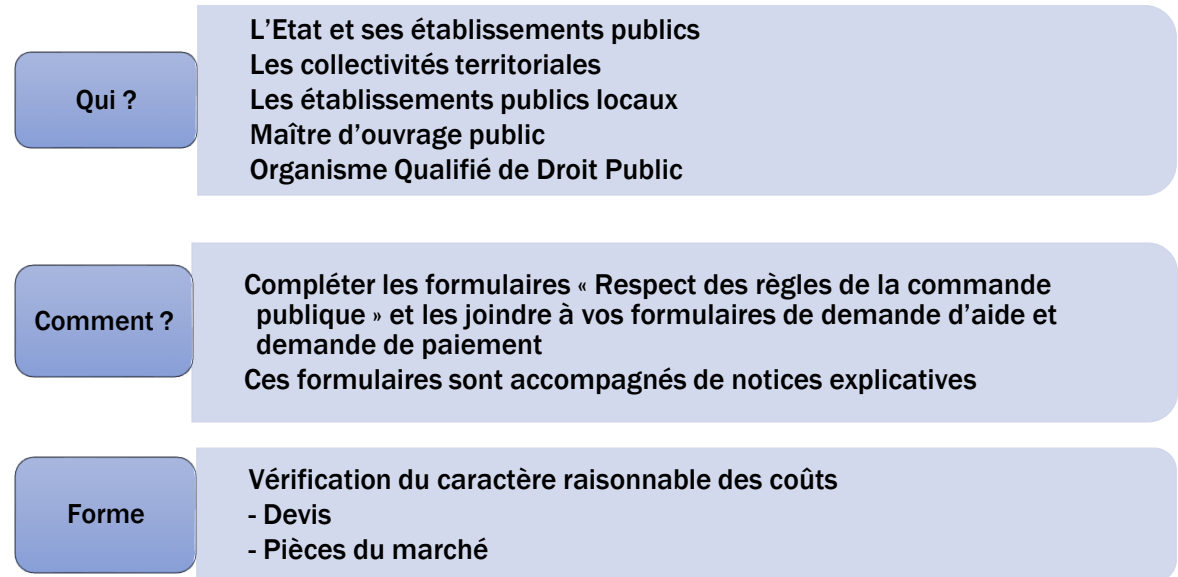 Qui ?
L'Etat et ses établissements publics
Les collectivités territoriales
Les établissements publics locaux
Maître d'ouvrage public
Organisme Qualifié de Droit Public
Comment ?
Compléter les formulaires « Respect des règles de la commande
publique » et les joindre à vos formulaires de demande d'aide et
demande de paiement
Ces formulaires sont accompagnés de notices explicatives
Forme
Vérification du caractère raisonnable des coûts
- Devis
- Pièces du marché